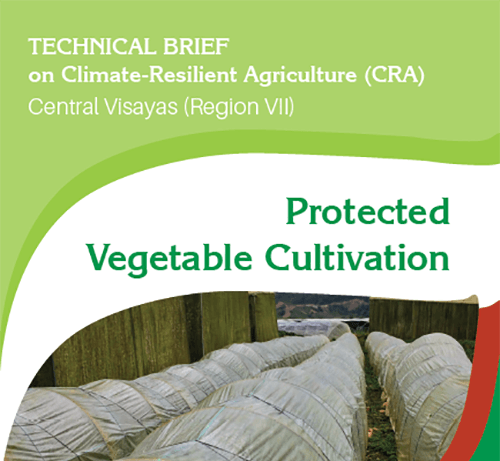 TECHNICAL BRIEF
on Climate-Resilient Agriculture (CRA)
Central Visayas (Region VII)
Protected
Vegetable Cultivation